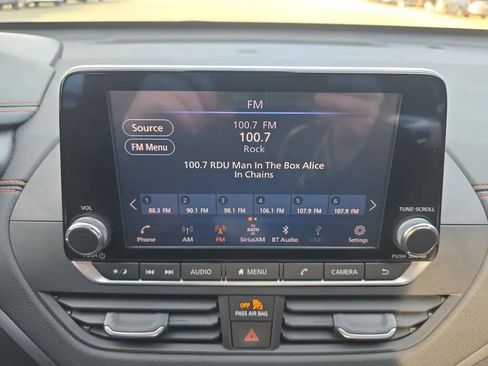 FM
Source
FM Menu
100.7 FM
100.7
Rock
100.7 RDU Man In The Box Alice
In Chains
1 2 3 4 5 6
88.3 FM 90.1 FM 98.1 FM 106.1 FM 107.9 FM 107.9 FM
Phone AM FM SiriusXM BT Audio USB1 Settings
VOL
TUNE·SCROLL
AUDIO MENU CAMERA
OFF
PASS AIR BAG